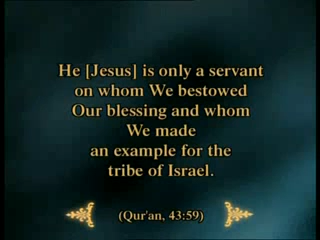 He [Jesus] is only a servant
on whom We bestowed
Our blessing and whom
We made
an example for the
tribe of Israel.
(Qur'an, 43:59)